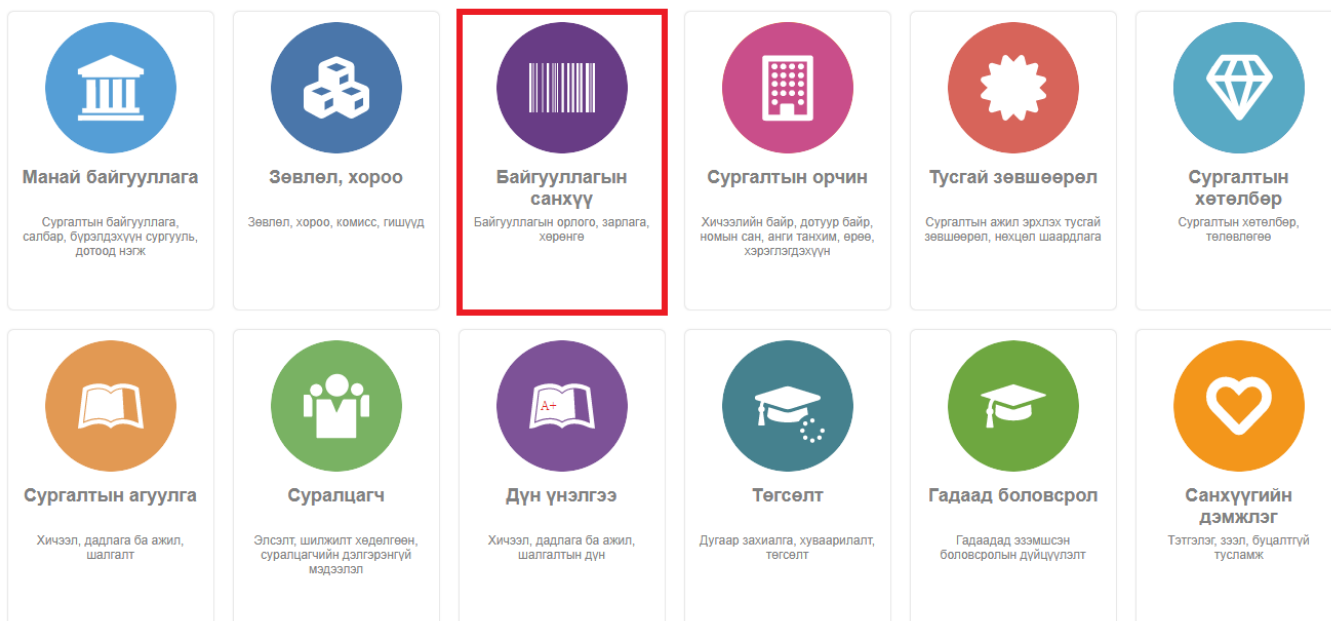 Манай байгууллага
Сургалтын байгууллага,
салбар, бүрэлдэхүүн сургууль,
дотоод нэгж
Зөвлөл, хороо
Зөвлөл, хороо, комисс, гишүүд
Байгууллагын
санхүү
Байгууллагын орлого, зарлага,
хөрөнгө
Сургалтын орчин
Хичээлийн байр, дотуур байр,
номын сан, анги танхим, өрөө,
хэрэглэгдэхүүн
Тусгай зөвшөөрөл
Сургалтын ажил эрхлэх тусгай
зөвшөөрөл, нөхцөл шаардлага
Сургалтын
хөтөлбөр
Сургалтын хөтөлбөр,
төлөвлөгөө
Сургалтын агуулга
Хичээл, дадлага ба ажил,
шалгалт
Суралцагч
Элсэлт, шилжилт хөдөлгөөн,
суралцагчийн дэлгэрэнгүй
мэдээлэл
A+
Дүн үнэлгээ
Хичээл, дадлага ба ажил,
шалгалтын дүн
Төгсөлт
Дугаар захиалга, хуваарилалт,
төгсөлт
Гадаад боловсрол
Гадаадад эзэмшсэн
боловсролын дүйцүүлэлт
Санхүүгийн
дэмжлэг
Тэтгэлэг, зээл, буцалтгүй
тусламж